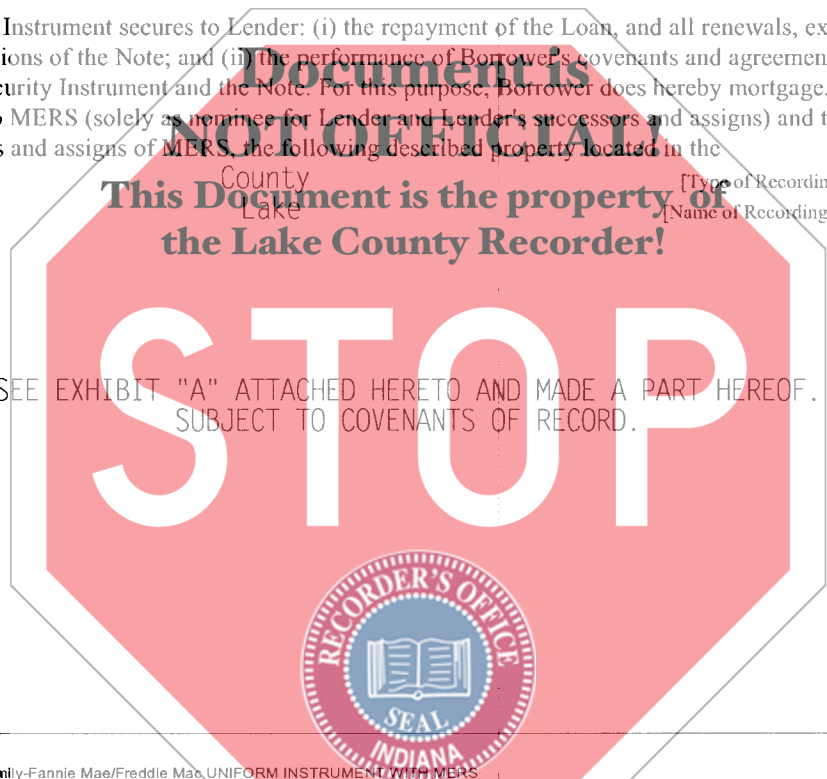 Instrument secures to Lender: (i) the repayment of the Loan, and all renewals, ex
ions of the Note; and (ii) the performance of Borrower's covenants and agreemen
curity Instrument and the Note. For this purpose, Borrower does hereby mortgage,
MERS (solely as nominee for Lender and Lender's successors and assigns) and t
s and assigns of MERS, the following described property located in the
County [Type of Recordin
Lake [Name of Recording
Document is
NOT OFFICIAL!
This Document is the property of
the Lake County Recorder!
STOP
SEE EXHIBIT "A" ATTACHED HERETO AND MADE A PART HEREOF.
SUBJECT TO COVENANTS OF RECORD.
RECORDER'S OFFICE
SEAL
INDIANA
mily-Fannie Mae/Freddie Mac UNIFORM INSTRUMENT WITH MERS